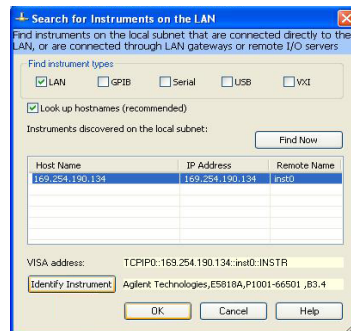 Search for Instruments on the LAN
Find instruments on the local subnet that are connected directly to the
LAN, or are connected through LAN gateways or remote I/O servers
Find instrument types
LAN GPIB Serial USB VXI
Look up hostnames (recommended)
Instruments discovered on the local subnet:
Find Now
Host Name IP Address Remote Name
169.254.190.134 169.254.190.134 inst0
VISA address: TCPIP0::169.254.190.134::inst0::INSTR
Identify Instrument Agilent Technologies,E5818A,P1001-66501 ,B3.4
OK Cancel Help